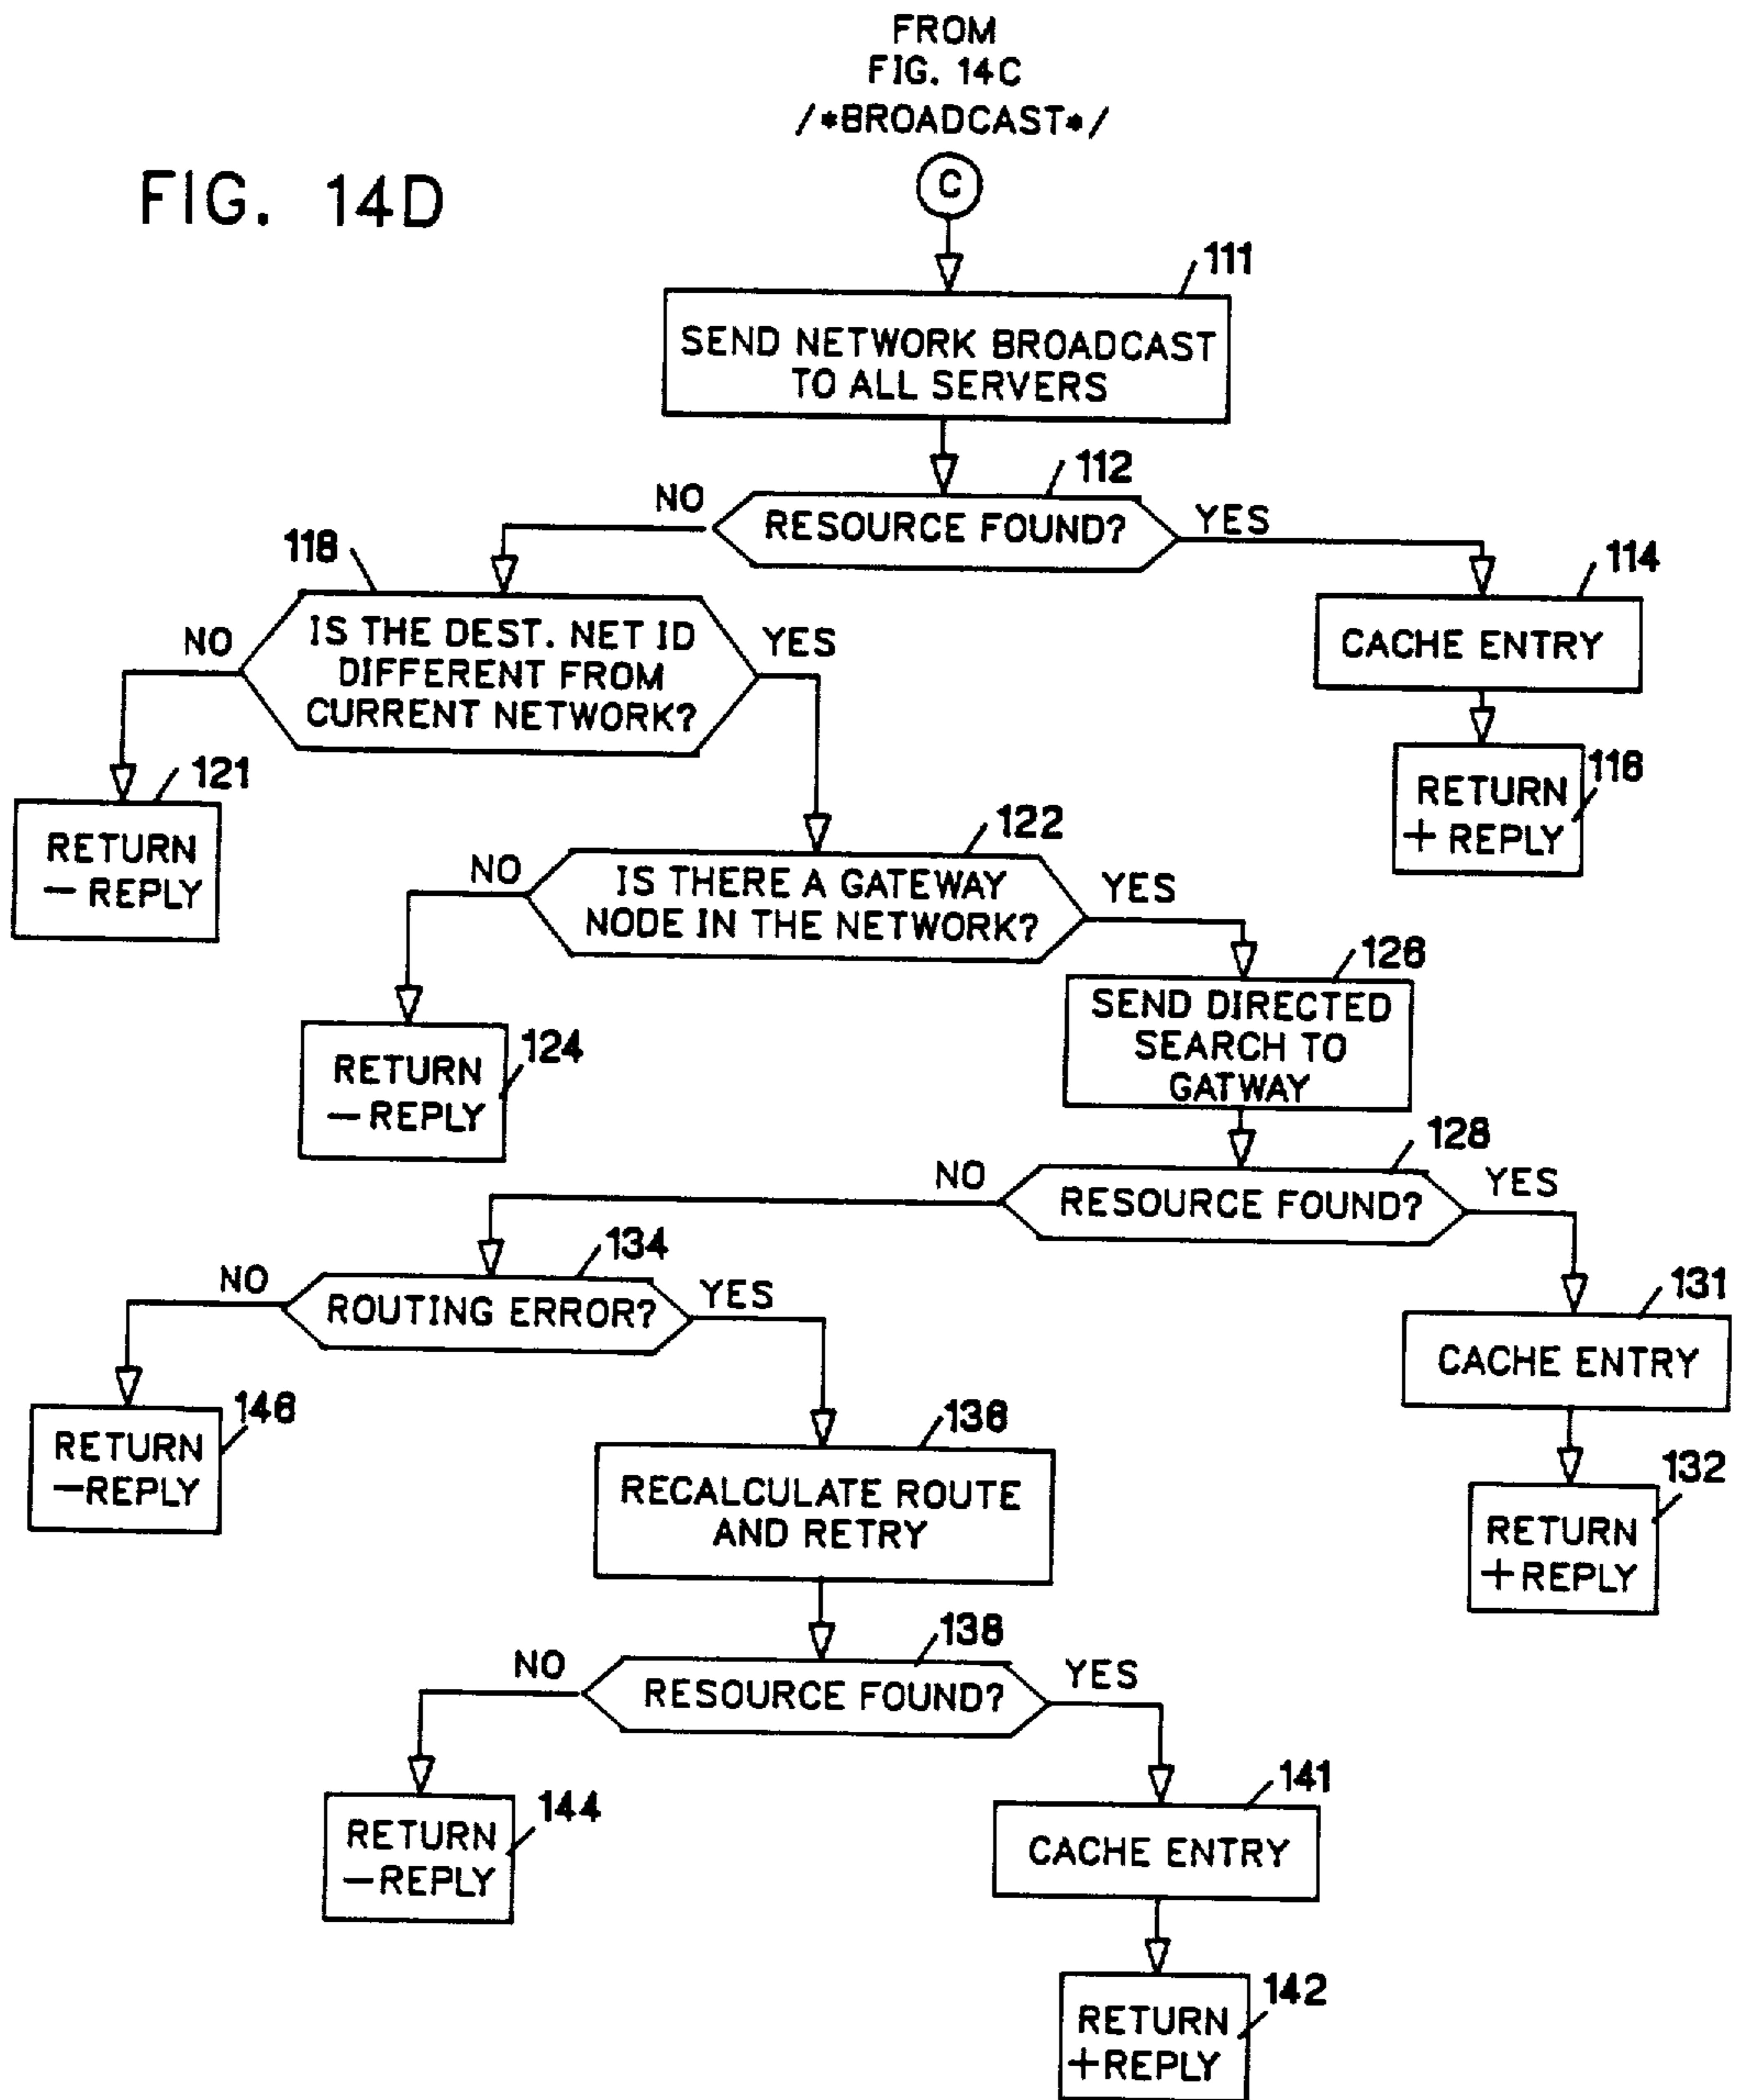 FROM
FIG. 14C
/*BROADCAST*/
FIG. 14D
C
111
SEND NETWORK BROADCAST
TO ALL SERVERS
112
NO
RESOURCE FOUND?
YES
118
114
NO
IS THE DEST. NET ID
DIFFERENT FROM
CURRENT NETWORK?
YES
CACHE ENTRY
121
RETURN
— REPLY
116
RETURN
+ REPLY
122
NO
IS THERE A GATEWAY
NODE IN THE NETWORK?
YES
126
SEND DIRECTED
SEARCH TO
GATWAY
124
RETURN
— REPLY
128
NO
RESOURCE FOUND?
YES
134
NO
ROUTING ERROR?
YES
131
CACHE ENTRY
146
RETURN
—REPLY
136
RECALCULATE ROUTE
AND RETRY
132
RETURN
+REPLY
138
NO
RESOURCE FOUND?
YES
144
RETURN
—REPLY
141
CACHE ENTRY
142
RETURN
+REPLY